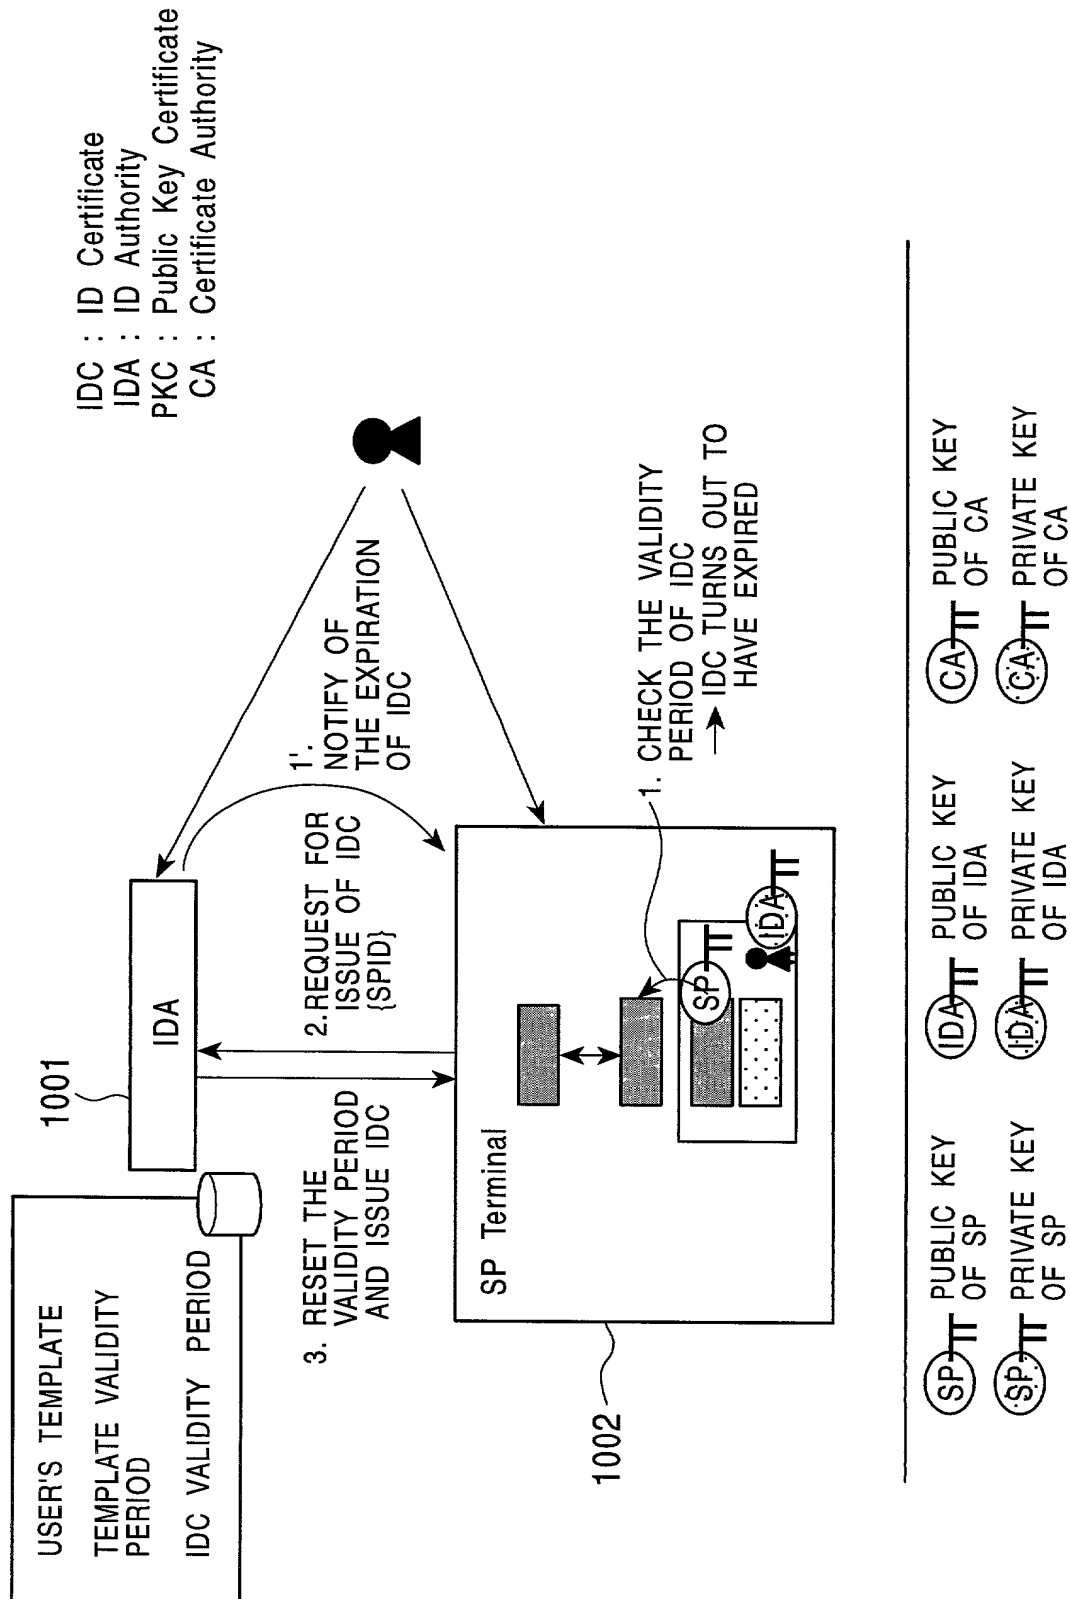 IDC : ID Certificate
IDA : ID Authority
PKC : Public Key Certificate
CA : Certificate Authority
USER'S TEMPLATE
TEMPLATE VALIDITY
PERIOD
IDC VALIDITY PERIOD
1001
IDA
1'.
NOTIFY OF
THE EXPIRATION
OF IDC
2.REQUEST FOR
ISSUE OF IDC
{SPID}
3. RESET THE
VALIDITY PERIOD
AND ISSUE IDC
SP Terminal
1002
SP
IDA
1. CHECK THE VALIDITY
PERIOD OF IDC
→ IDC TURNS OUT TO
HAVE EXPIRED
SP PUBLIC KEY
OF SP
IDA PUBLIC KEY
OF IDA
CA PUBLIC KEY
OF CA
SP PRIVATE KEY
OF SP
IDA PRIVATE KEY
OF IDA
CA PRIVATE KEY
OF CA